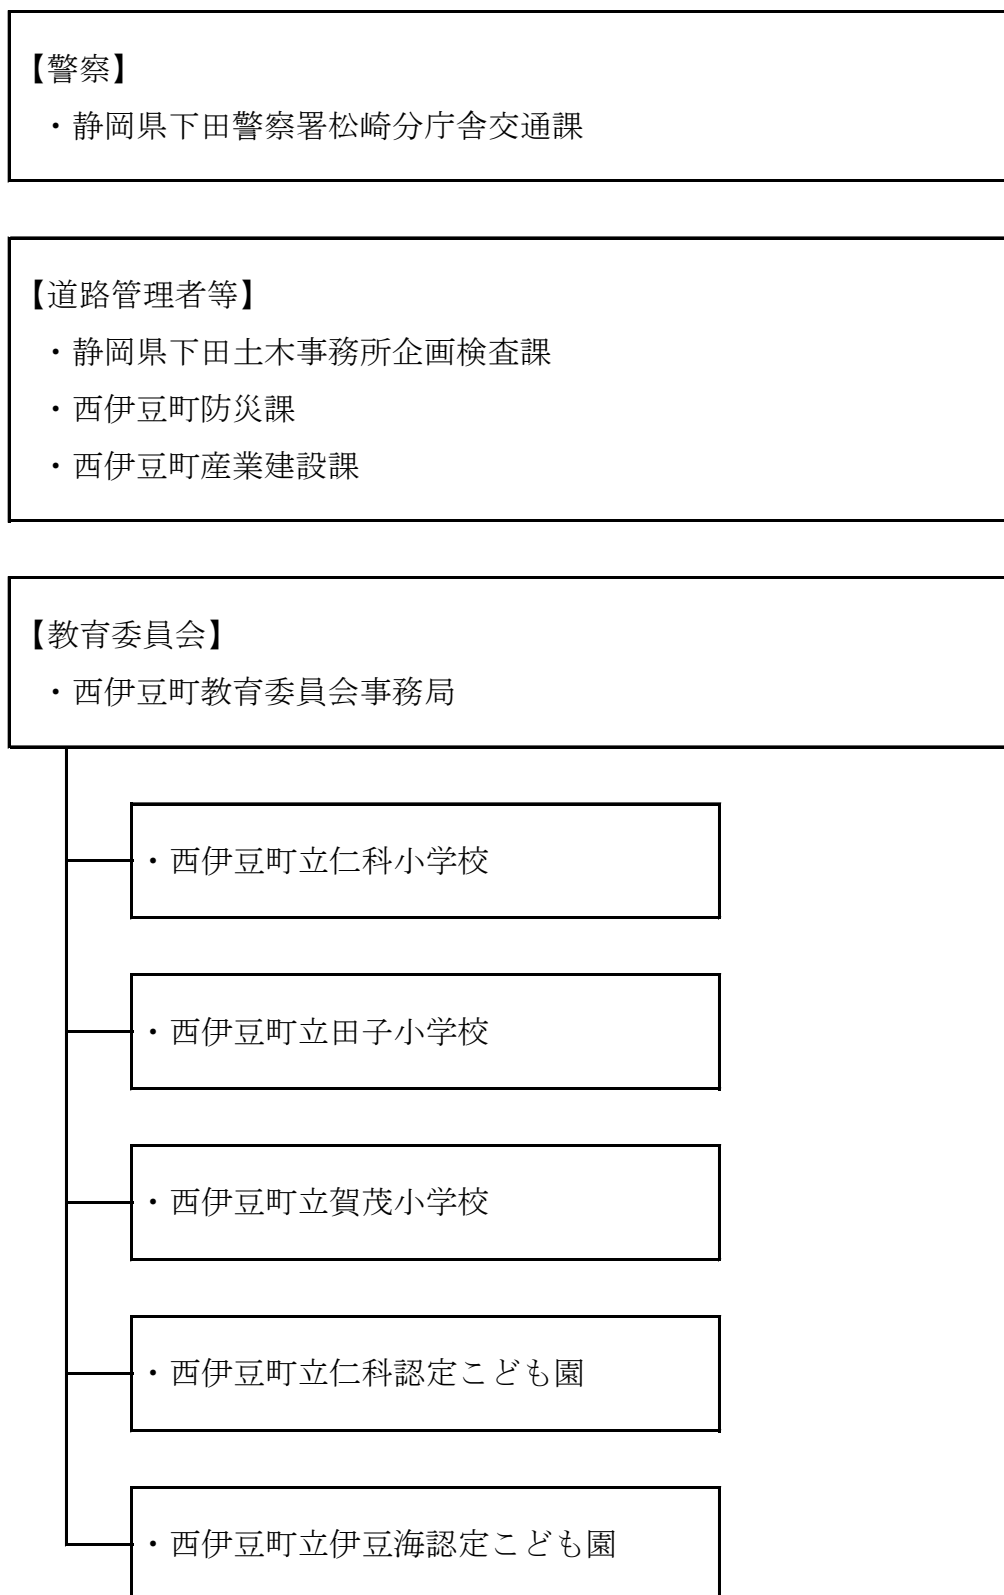 【警察】
・静岡県下田警察署松崎分庁舎交通課
【道路管理者等】
・静岡県下田土木事務所企画検査課
・西伊豆町防災課
・西伊豆町産業建設課
【教育委員会】
・西伊豆町教育委員会事務局
・西伊豆町立仁科小学校
・西伊豆町立田子小学校
・西伊豆町立賀茂小学校
・西伊豆町立仁科認定こども園
・西伊豆町立伊豆海認定こども園